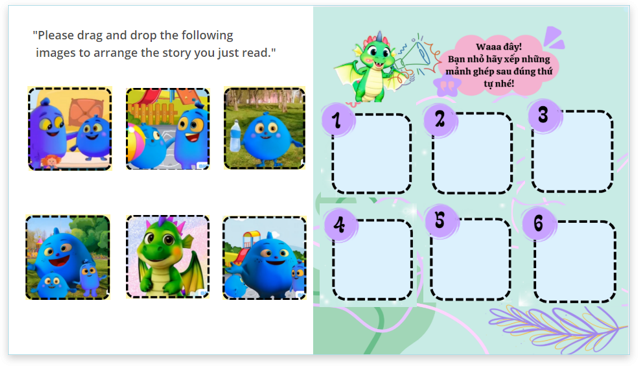 "Please drag and drop the following
images to arrange the story you just read."
Waaa đây!
Bạn nhỏ hãy xếp những
mảnh ghép sau đúng thứ
tự nhé!
1
2
3
4
5
6